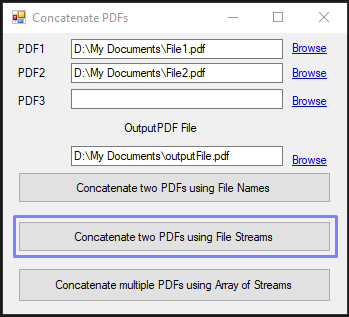 Concatenate PDFs
PDF1 D:\My Documents\File1.pdf Browse
PDF2 D:\My Documents\File2.pdf Browse
PDF3 Browse
OutputPDF File
D:\My Documents\outputFile.pdf Browse
Concatenate two PDFs using File Names
Concatenate two PDFs using File Streams
Concatenate multiple PDFs using Array of Streams